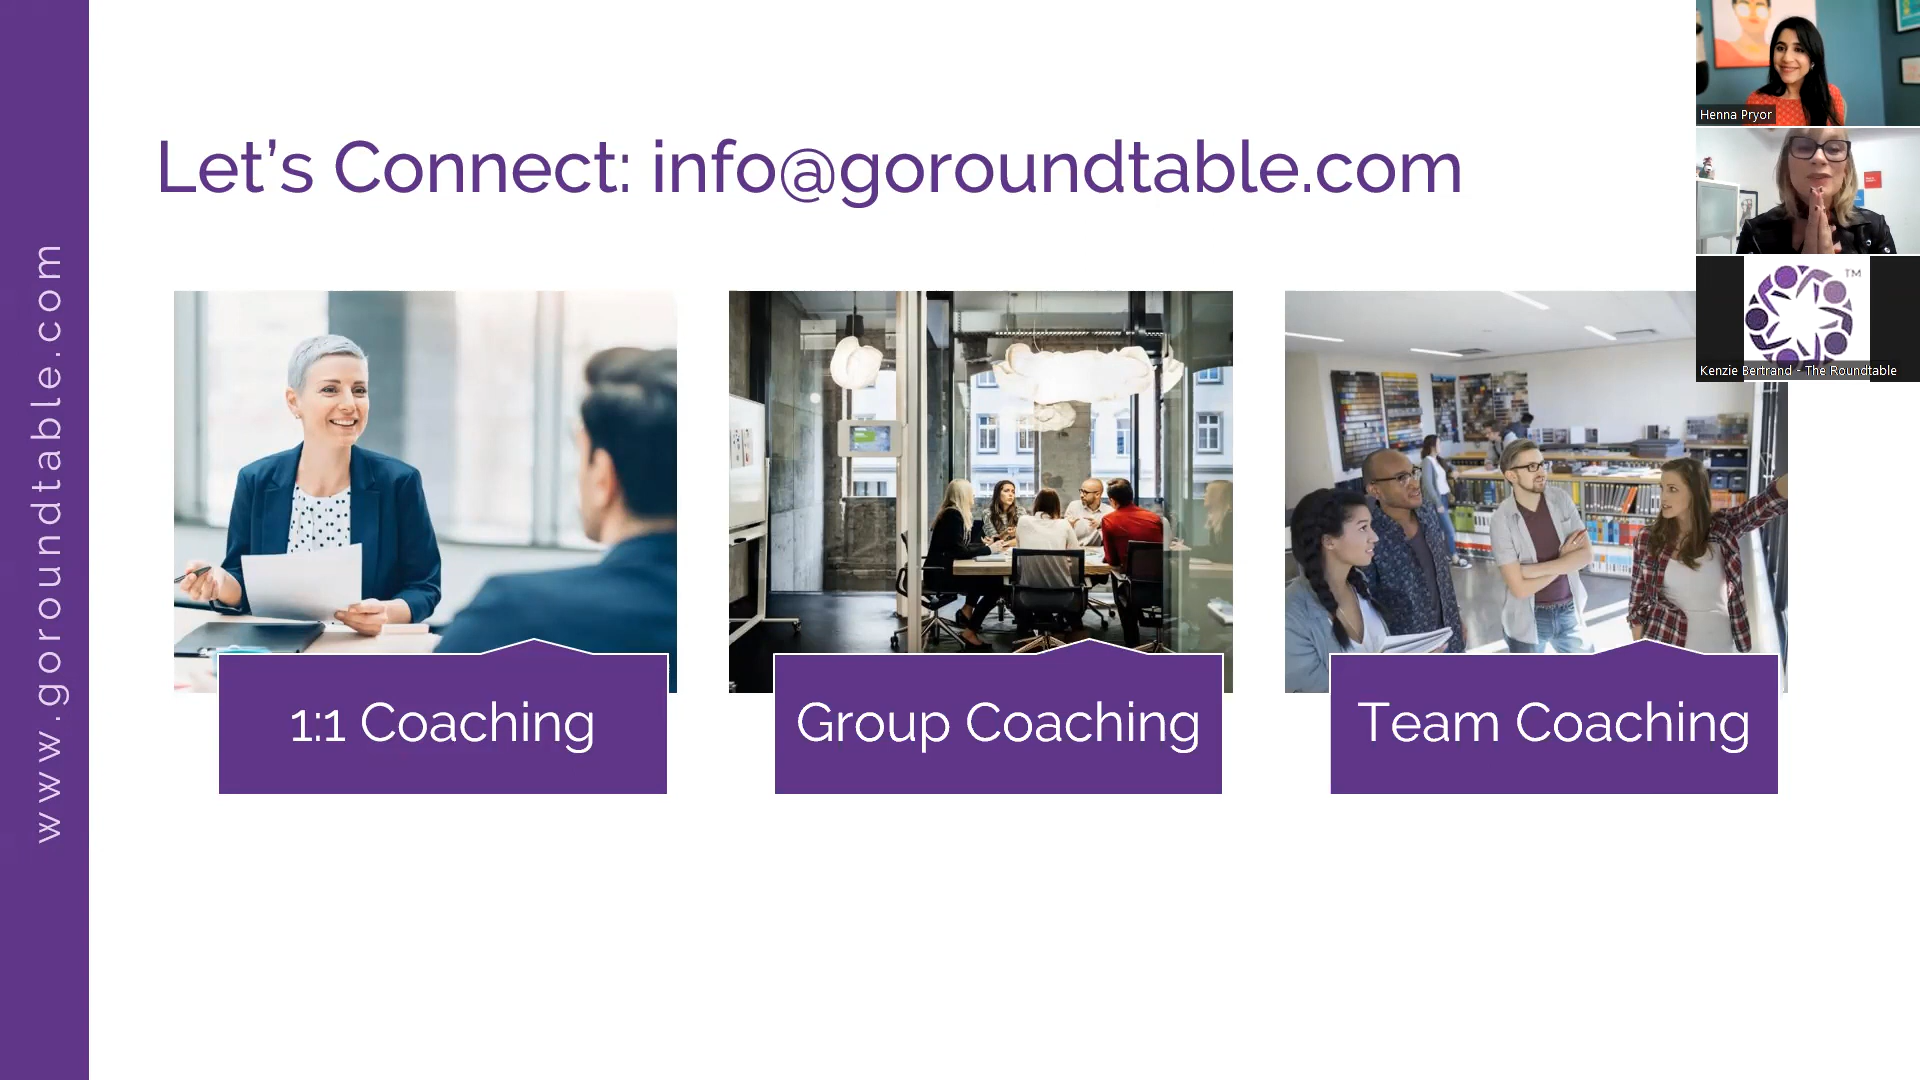 www.goroundtable.com
Let’s Connect: info@goroundtable.com
1:1 Coaching
Group Coaching
Team Coaching
Henna Pryor
TM
Kenzie Bertrand - The Roundtable